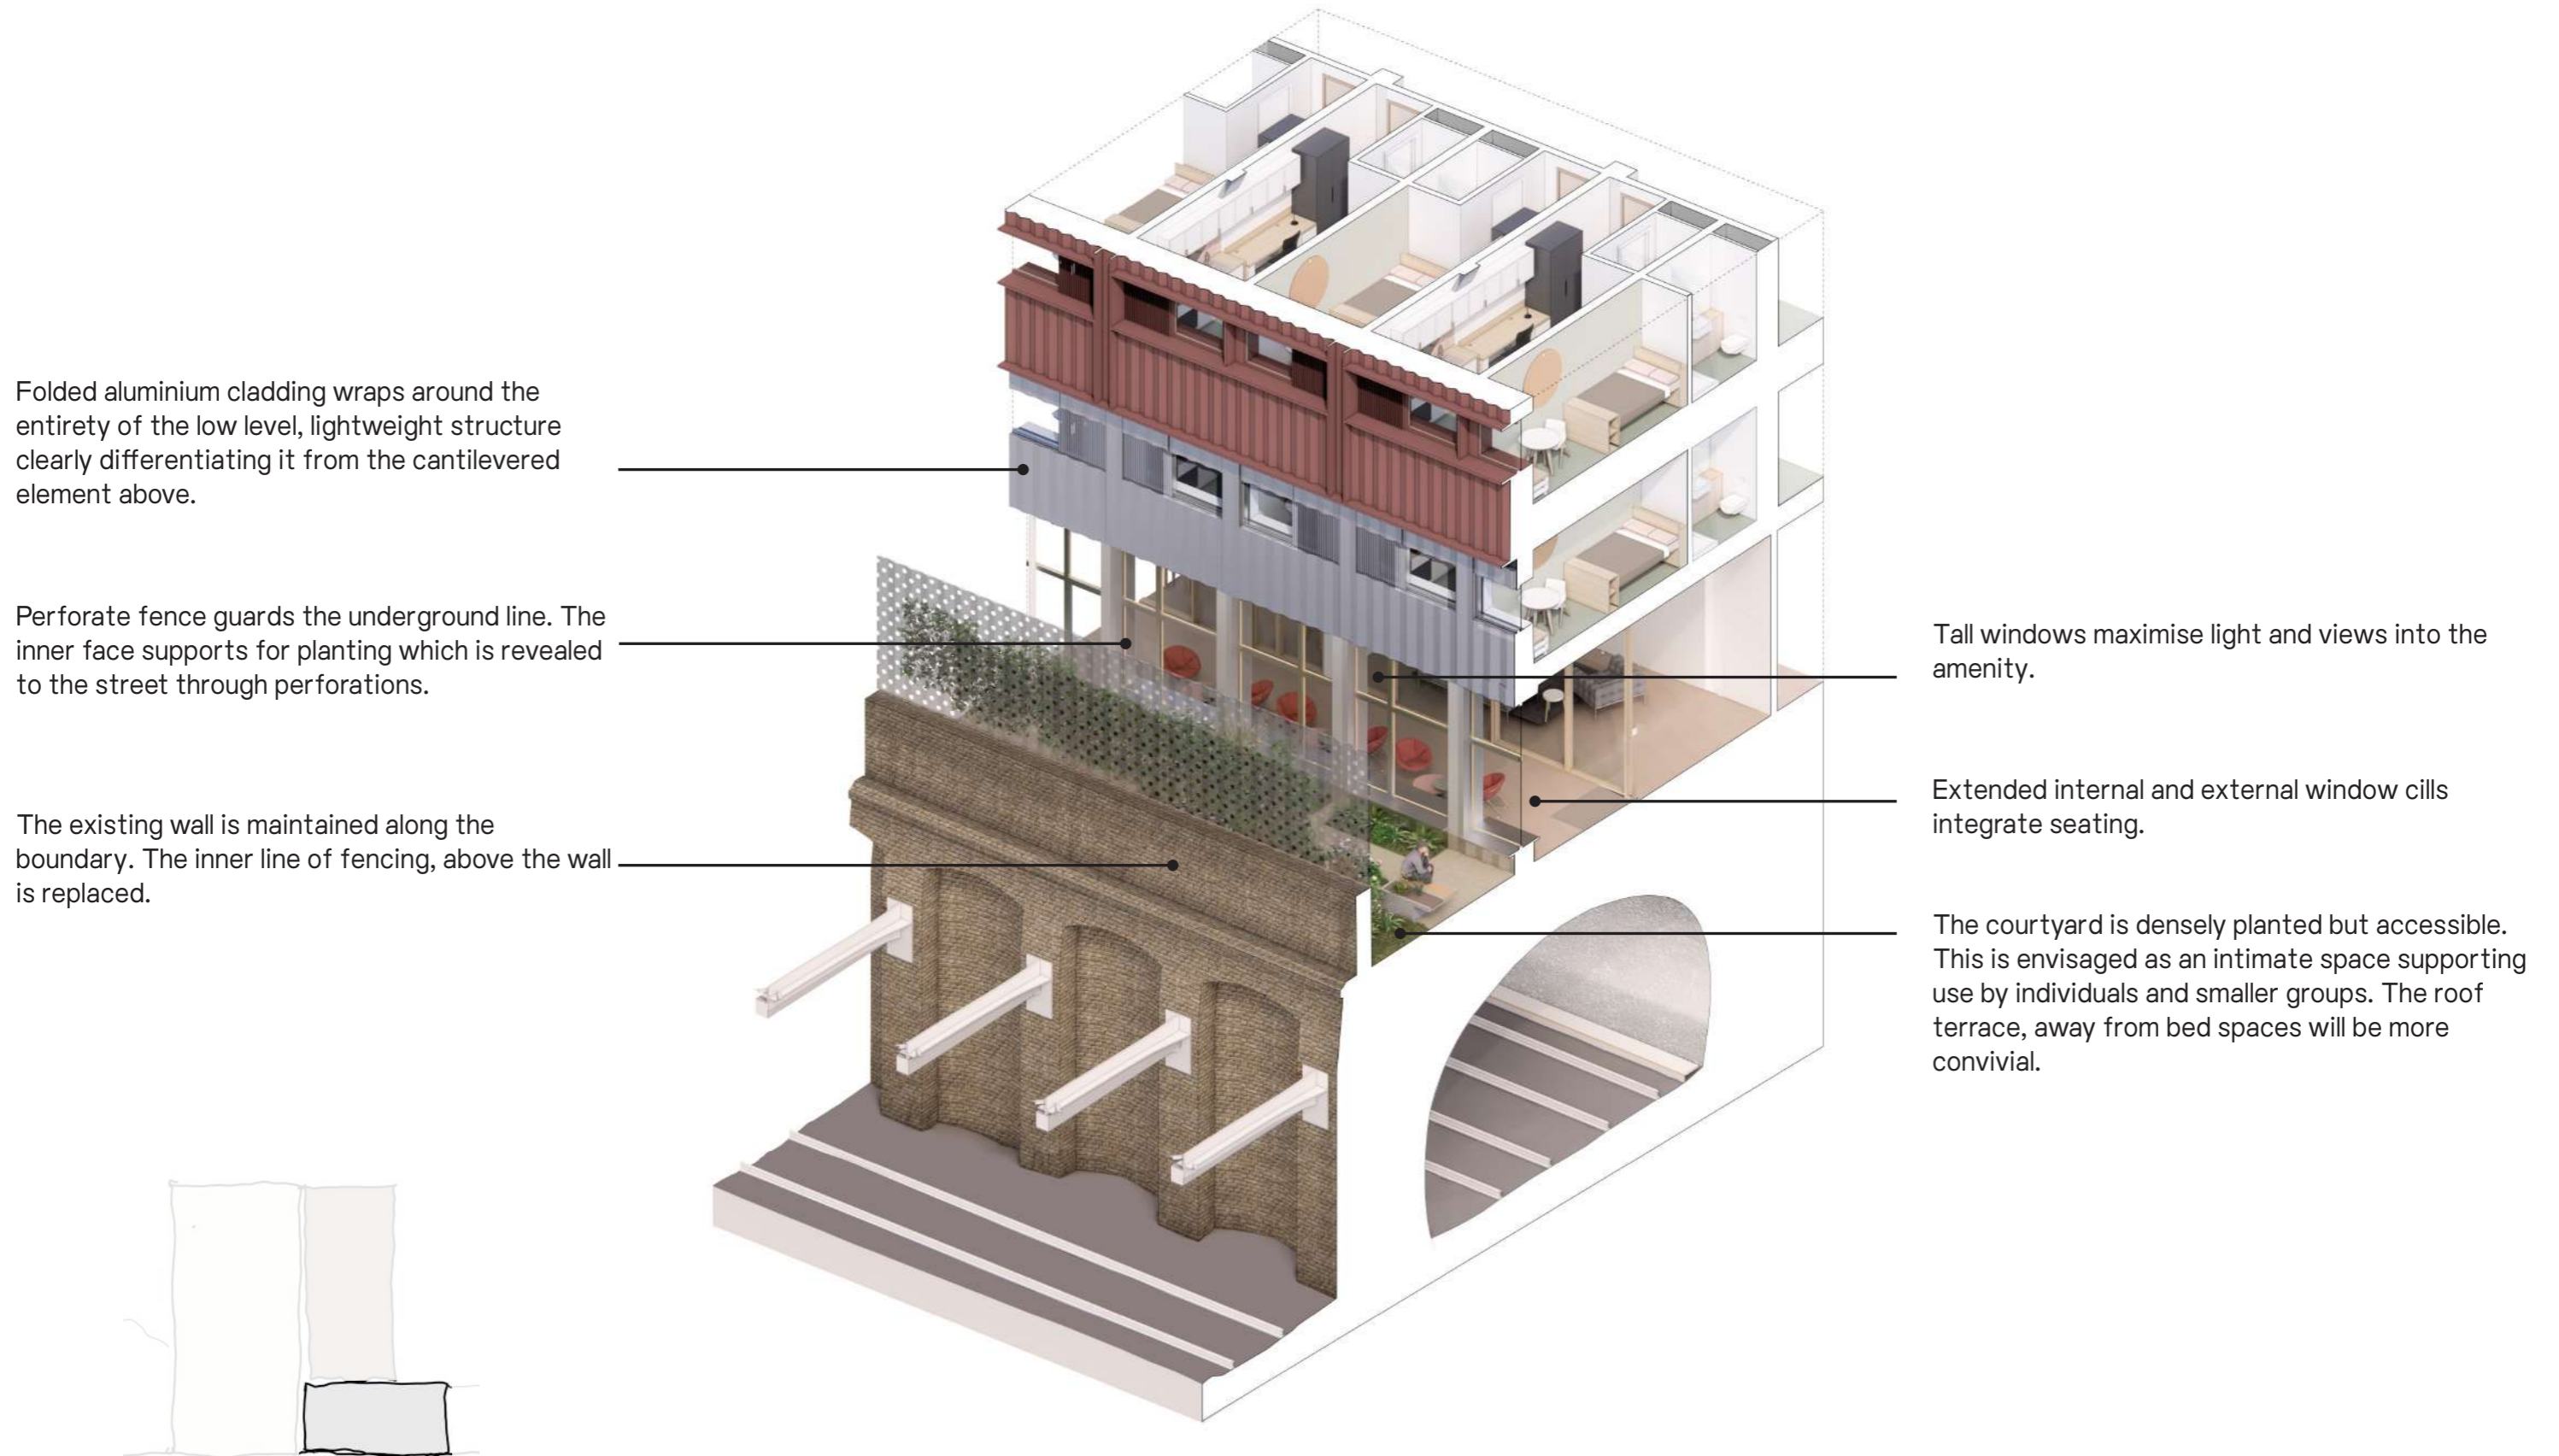 Folded aluminium cladding wraps around the
entirety of the low level, lightweight structure
clearly differentiating it from the cantilevered
element above.
Perforate fence guards the underground line. The
inner face supports for planting which is revealed
to the street through perforations.
The existing wall is maintained along the
boundary. The inner line of fencing, above the wall
is replaced.
Tall windows maximise light and views into the
amenity.
Extended internal and external window cills
integrate seating.
The courtyard is densely planted but accessible.
This is envisaged as an intimate space supporting
use by individuals and smaller groups. The roof
terrace, away from bed spaces will be more
convivial.